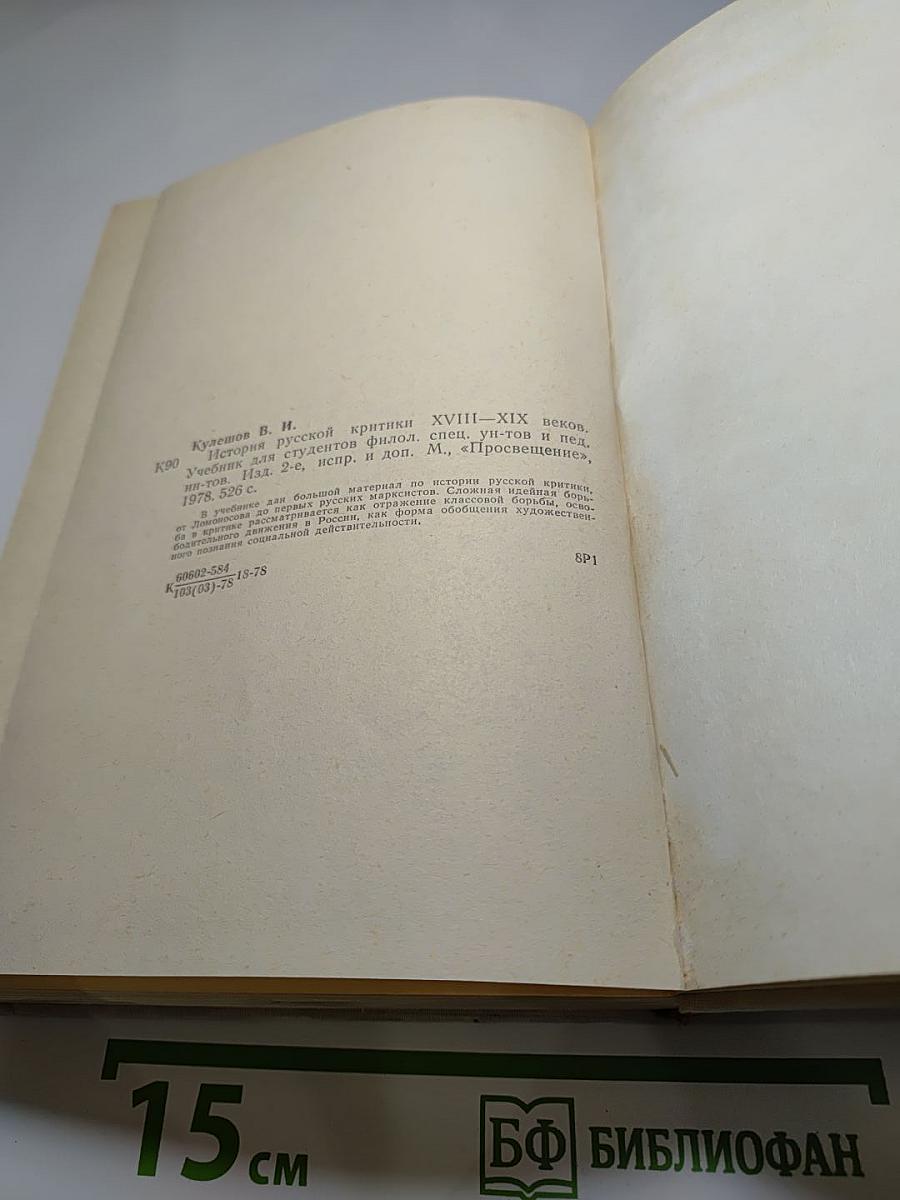 Кулешов В. И.
К90 История русской критики XVIII—XIX веков.
Учебник для студентов филол. спец. ун-тов и пед.
ин-тов. Изд. 2-е, испр. и доп. М., «Просвещение»,
1978. 526 с.
В учебнике дан большой материал по истории русской критики,
от Ломоносова до первых русских марксистов. Сложная идейная борь-
ба в критике рассматривается как отражение классовой борьбы, осво-
бодительного движения в России, как форма обобщения художествен-
ного познания социальной действительности.
К 60602-584 18-78
103(03)-78
8Р1
15 см
БФ БИБЛИОФАН